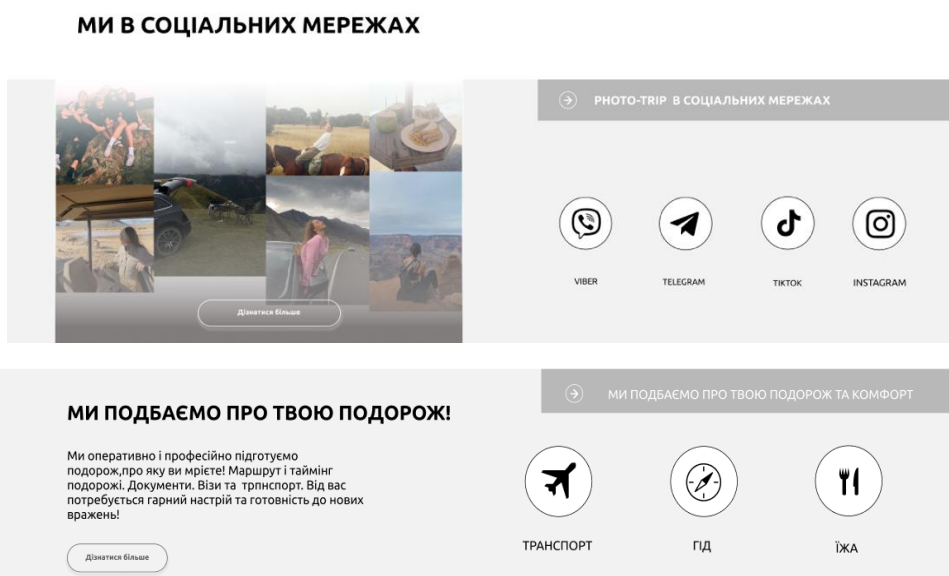 МИ В СОЦІАЛЬНИХ МЕРЕЖАХ
Дізнатися більше
PHOTO-TRIP В СОЦІАЛЬНИХ МЕРЕЖАХ
VIBER
TELEGRAM
TIKTOK
INSTAGRAM
МИ ПОДБАЄМО ПРО ТВОЮ ПОДОРОЖ!
Ми оперативно і професійно підготуємо
подорож,про яку ви мрієте! Маршрут і таймінг
подорожі. Документи. Візи та трпнспорт. Від вас
потребується гарний настрій та готовність до нових
вражень!
Дізнатися більше
МИ ПОДБАЄМО ПРО ТВОЮ ПОДОРОЖ ТА КОМФОРТ
ТРАНСПОРТ
ГІД
ЇЖА